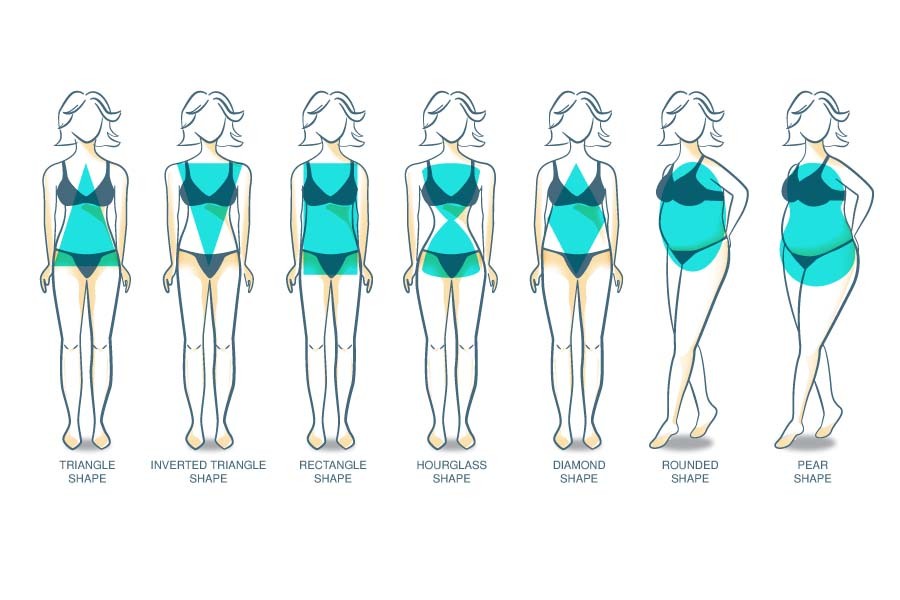 TRIANGLE
SHAPE
INVERTED TRIANGLE
SHAPE
RECTANGLE
SHAPE
HOURGLASS
SHAPE
DIAMOND
SHAPE
ROUNDED
SHAPE
PEAR
SHAPE